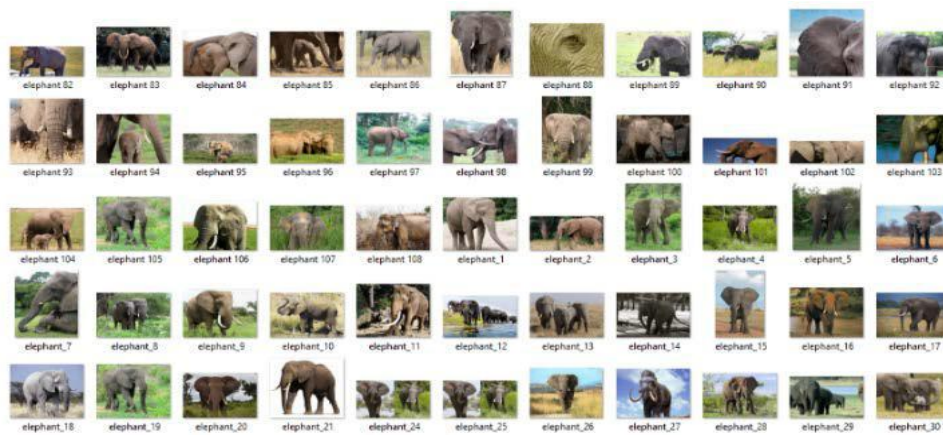 elephant 82 elephant 83 elephant 84 elephant 85 elephant 86 elephant 87 elephant 88 elephant 89 elephant 90 elephant 91 elephant 92
elephant 93 elephant 94 elephant 95 elephant 96 elephant 97 elephant 98 elephant 99 elephant 100 elephant 101 elephant 102 elephant 103
elephant 104 elephant 105 elephant 106 elephant 107 elephant 108 elephant_1 elephant_2 elephant_3 elephant_4 elephant_5 elephant_6
elephant_7 elephant_8 elephant_9 elephant_10 elephant_11 elephant_12 elephant_13 elephant_14 elephant_15 elephant_16 elephant_17
elephant_18 elephant_19 elephant_20 elephant_21 elephant_24 elephant_25 elephant_26 elephant_27 elephant_28 elephant_29 elephant_30